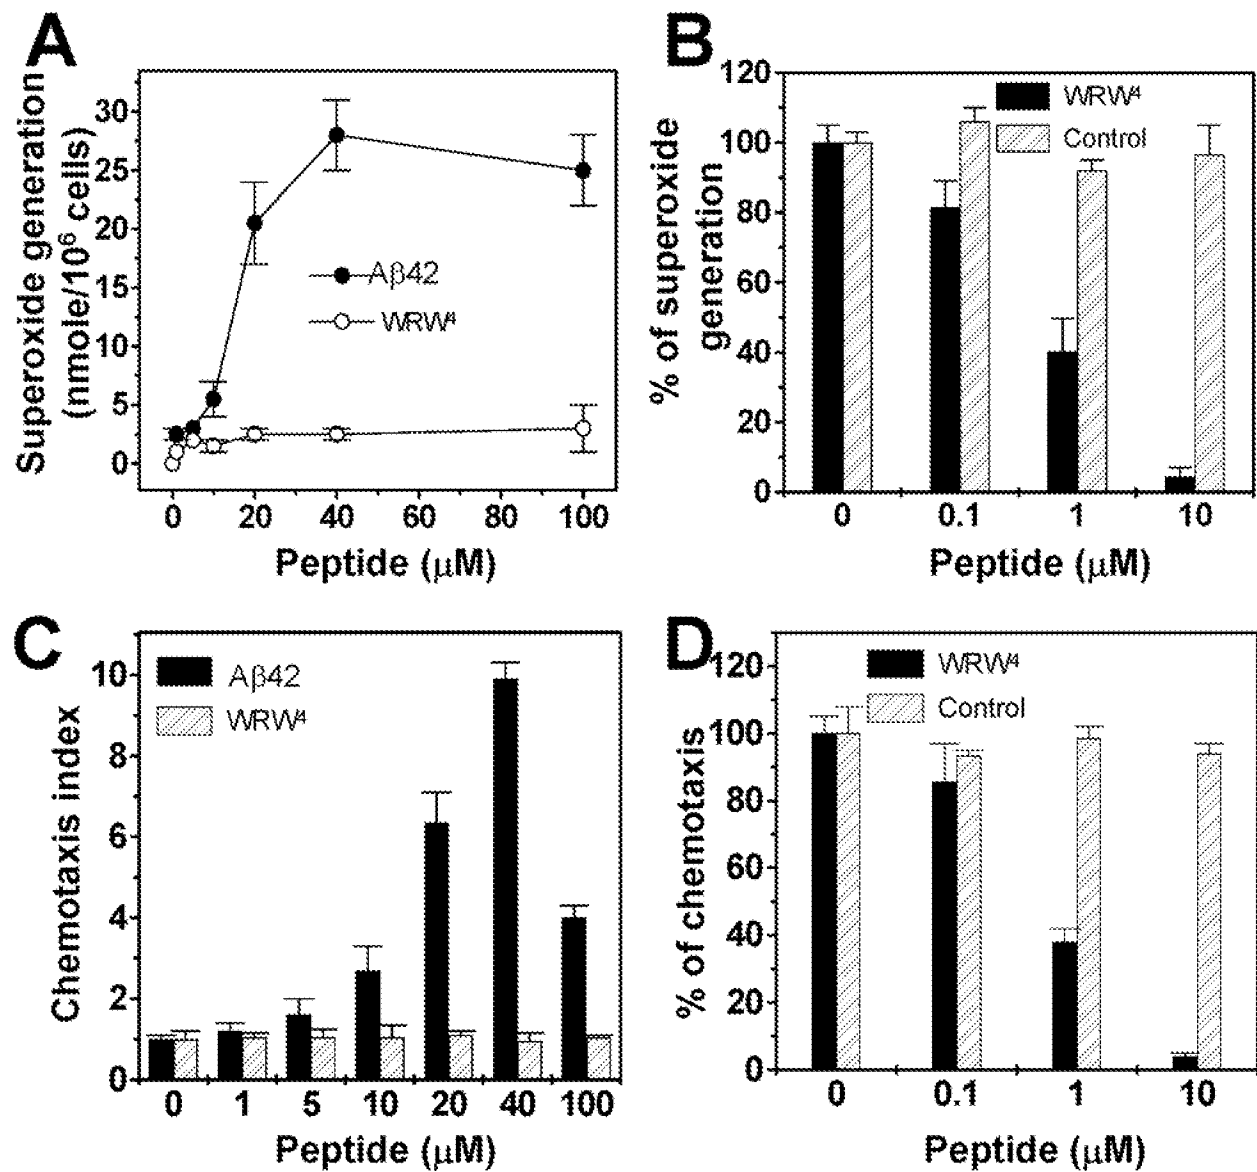 A
Superoxide generation
(nmole/10⁶ cells)
30
25
20
15
10
5
0
Aβ42
WRW⁴
0 20 40 60 80 100
Peptide (μM)
B
% of superoxide
generation
120
100
80
60
40
20
0
WRW⁴
Control
0 0.1 1 10
Peptide (μM)
C
Chemotaxis index
10
8
6
4
2
0
Aβ42
WRW⁴
0 1 5 10 20 40 100
Peptide (μM)
D
% of chemotaxis
120
100
80
60
40
20
0
WRW⁴
Control
0 0.1 1 10
Peptide (μM)